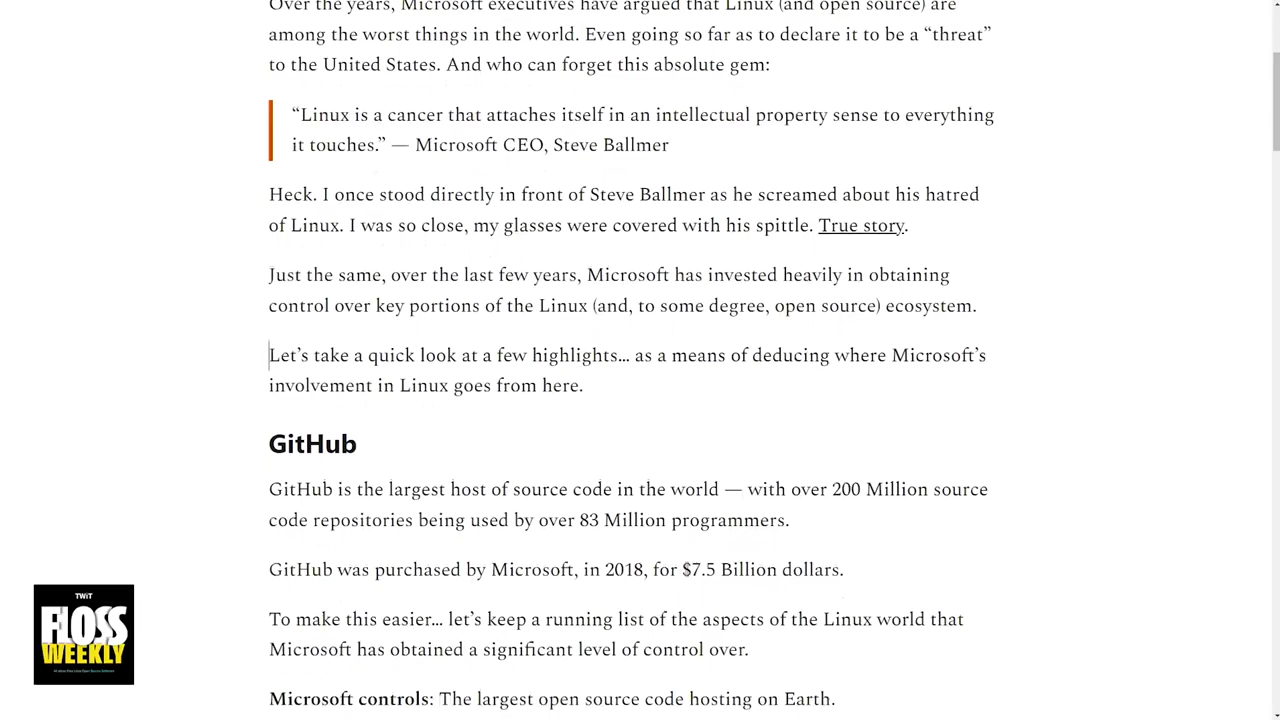 Over the years, Microsoft executives have argued that Linux (and open source) are
among the worst things in the world. Even going so far as to declare it to be a “threat”
to the United States. And who can forget this absolute gem:
“Linux is a cancer that attaches itself in an intellectual property sense to everything
it touches.” — Microsoft CEO, Steve Ballmer
Heck. I once stood directly in front of Steve Ballmer as he screamed about his hatred
of Linux. I was so close, my glasses were covered with his spittle. True story.
Just the same, over the last few years, Microsoft has invested heavily in obtaining
control over key portions of the Linux (and, to some degree, open source) ecosystem.
Let’s take a quick look at a few highlights… as a means of deducing where Microsoft’s
involvement in Linux goes from here.
GitHub
GitHub is the largest host of source code in the world — with over 200 Million source
code repositories being used by over 83 Million programmers.
GitHub was purchased by Microsoft, in 2018, for $7.5 Billion dollars.
To make this easier… let’s keep a running list of the aspects of the Linux world that
Microsoft has obtained a significant level of control over.
Microsoft controls: The largest open source code hosting on Earth.
TWiT
FLOSS
WEEKLY